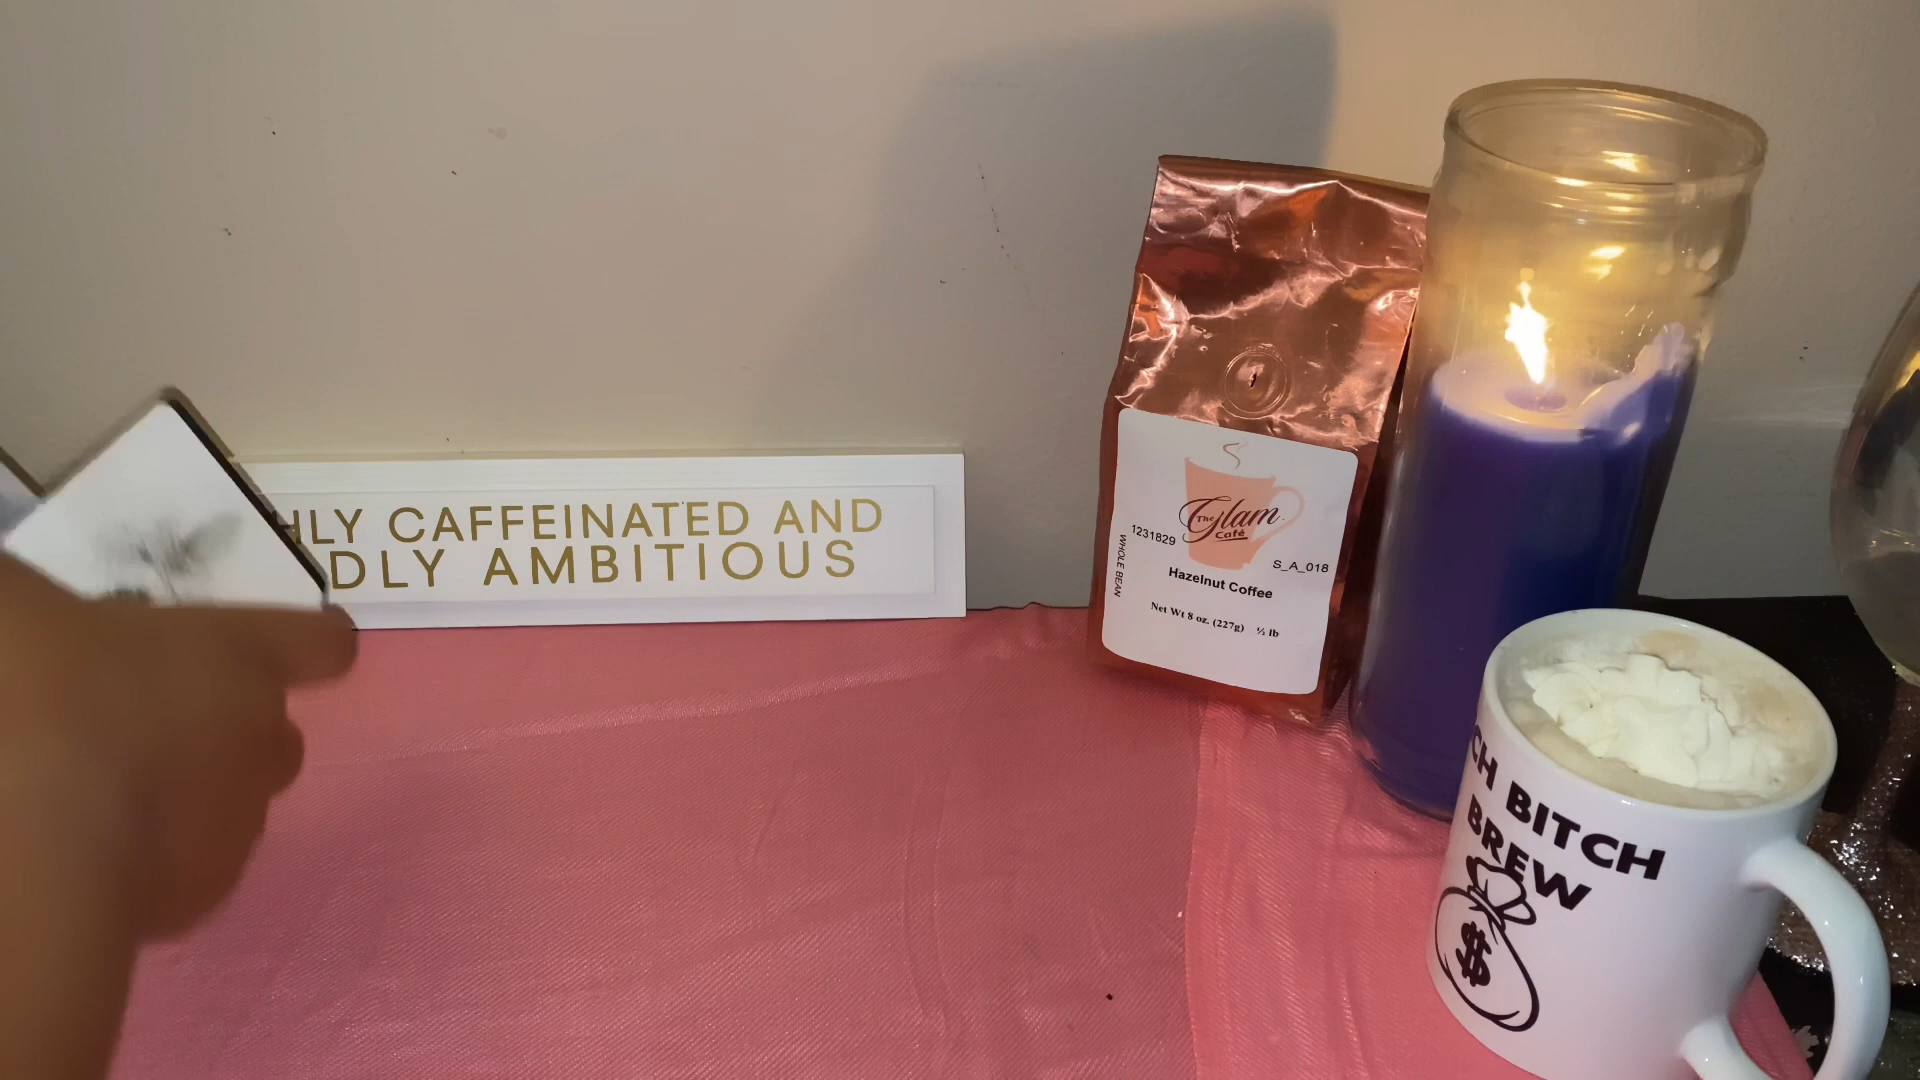 HLY CAFFEINATED AND
DLY AMBITIOUS
The Glam
Café
1231829
S_A_018
WHOLE BEAN
Hazelnut Coffee
Net Wt 8 oz. (227g) ½ lb
CH BITCH
BREW
$